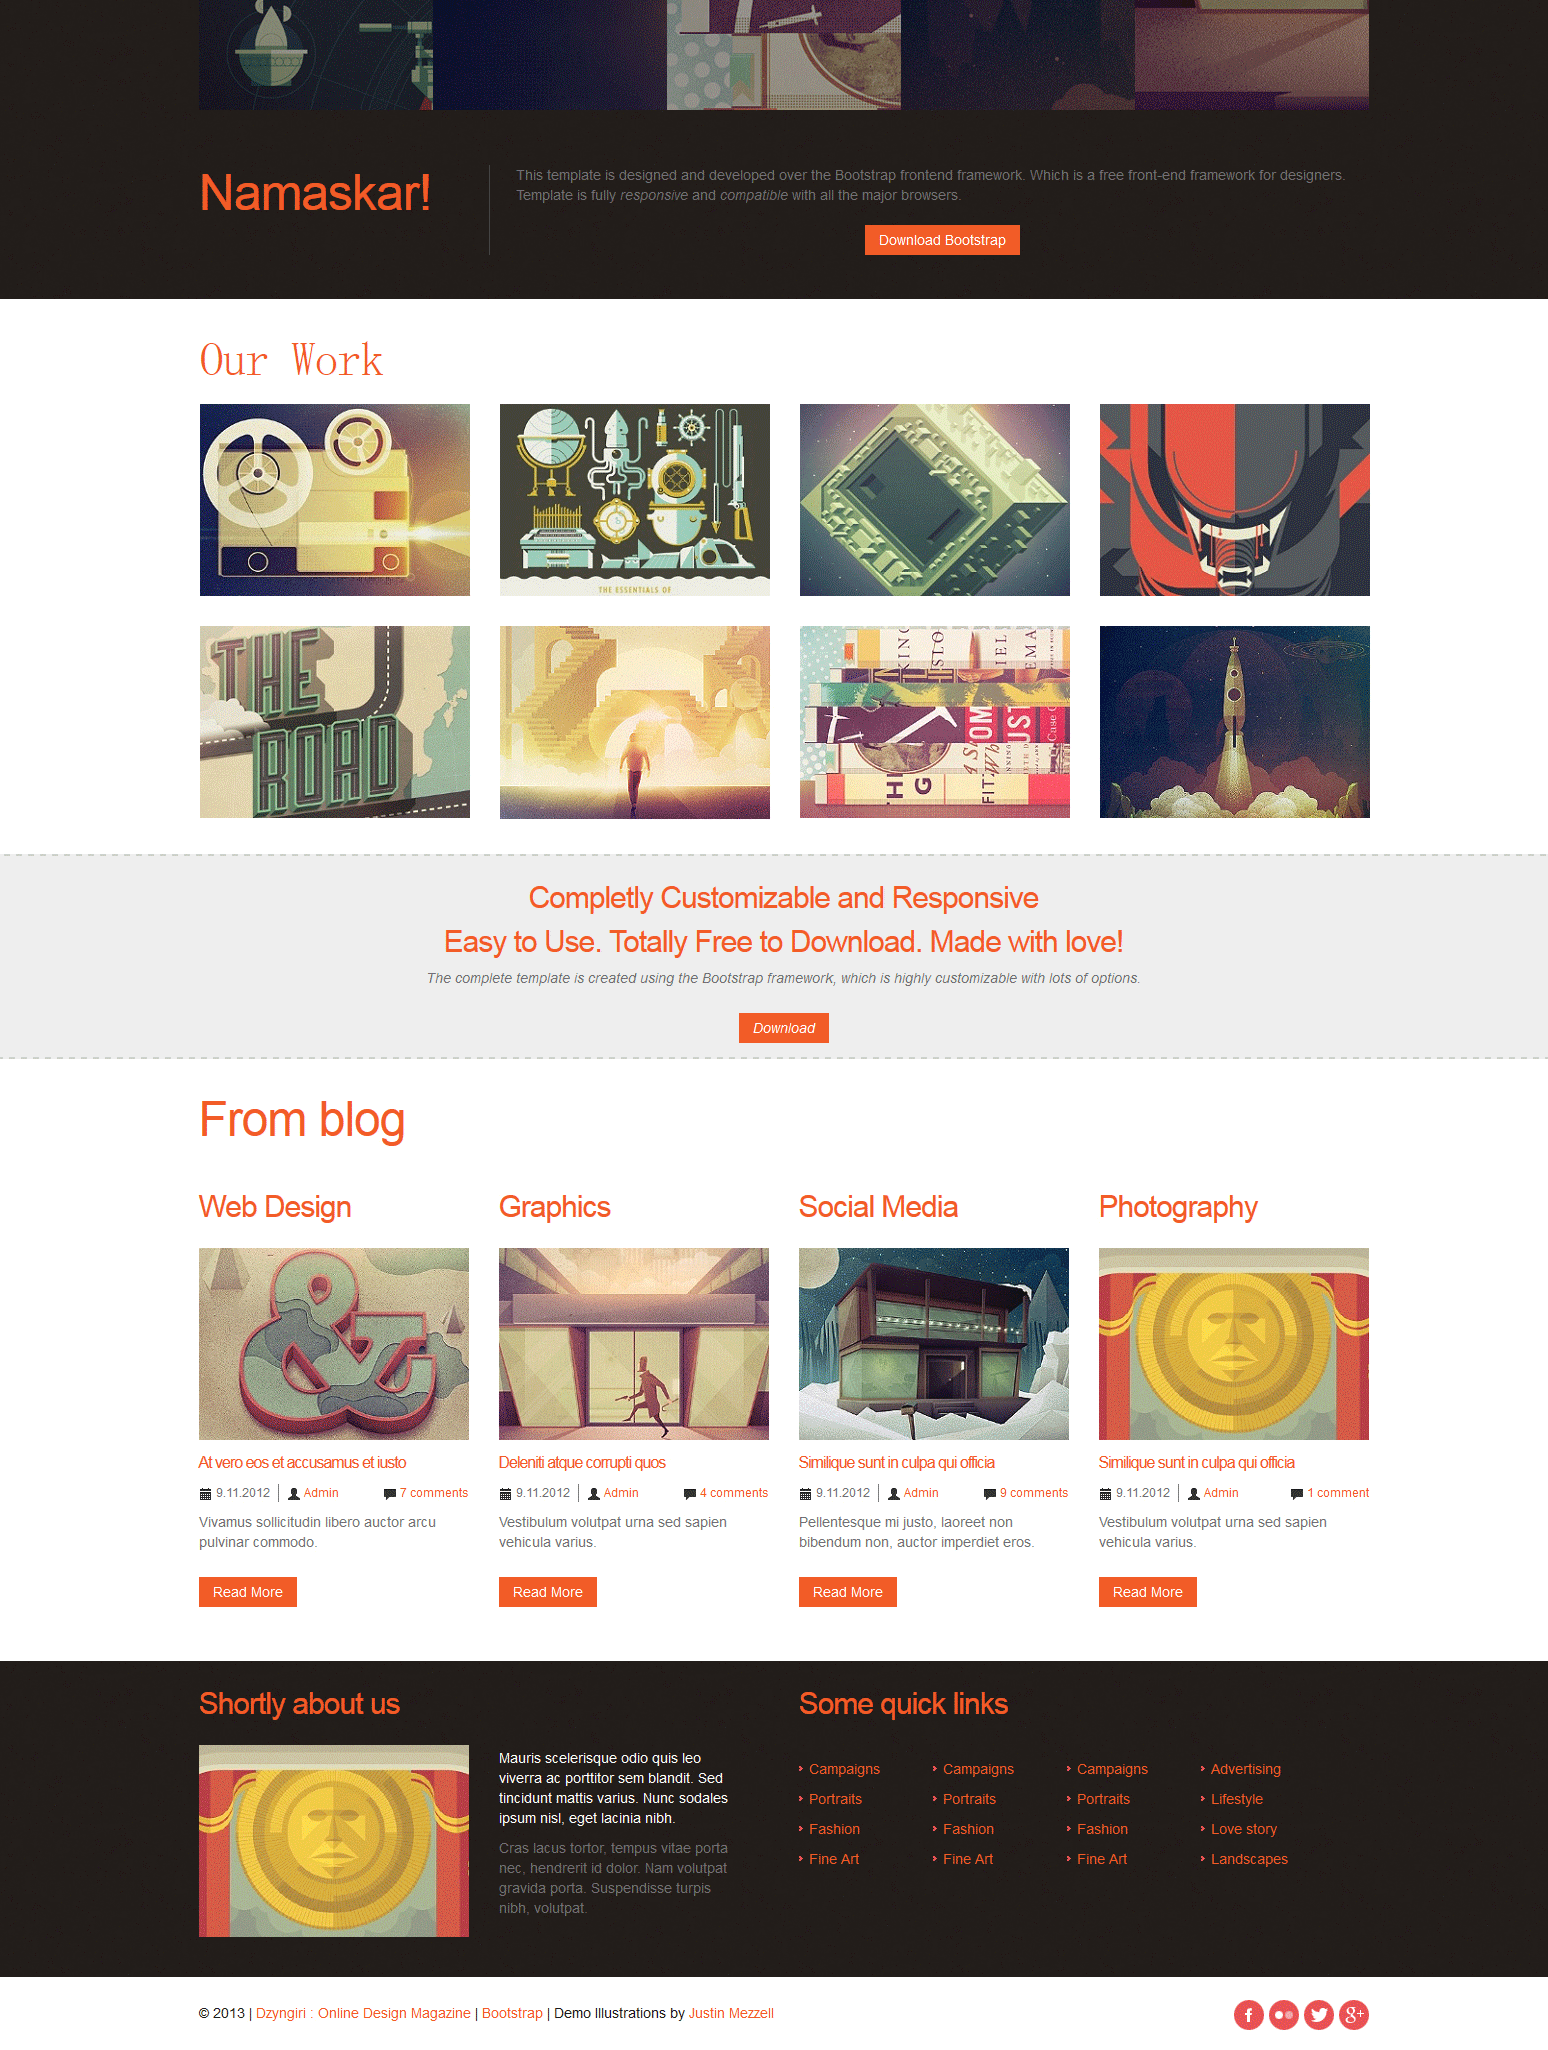 Namaskar!
This template is designed and developed over the Bootstrap frontend framework. Which is a free front-end framework for designers.
Template is fully responsive and compatible with all the major browsers.
Download Bootstrap
Our Work
THE ESSENTIALS OF
THE
ROAD
Completly Customizable and Responsive
Easy to Use. Totally Free to Download. Made with love!
The complete template is created using the Bootstrap framework, which is highly customizable with lots of options.
Download
From blog
Web Design
Graphics
Social Media
Photography
&
At vero eos et accusamus et iusto
Deleniti atque corrupti quos
Similique sunt in culpa qui officia
Similique sunt in culpa qui officia
9.11.2012 Admin 7 comments
9.11.2012 Admin 4 comments
9.11.2012 Admin 9 comments
9.11.2012 Admin 1 comment
Vivamus sollicitudin libero auctor arcu
pulvinar commodo.
Vestibulum volutpat urna sed sapien
vehicula varius.
Pellentesque mi justo, laoreet non
bibendum non, auctor imperdiet eros.
Vestibulum volutpat urna sed sapien
vehicula varius.
Read More
Read More
Read More
Read More
Shortly about us
Mauris scelerisque odio quis leo
viverra ac porttitor sem blandit. Sed
tincidunt mattis varius. Nunc sodales
ipsum nisl, eget lacinia nibh.
Cras lacus tortor, tempus vitae porta
nec, hendrerit id dolor. Nam volutpat
gravida porta. Suspendisse turpis
nibh, volutpat.
Some quick links
Campaigns
Portraits
Fashion
Fine Art
Campaigns
Portraits
Fashion
Fine Art
Campaigns
Portraits
Fashion
Fine Art
Advertising
Lifestyle
Love story
Landscapes
© 2013 | Dzyngiri : Online Design Magazine | Bootstrap | Demo Illustrations by Justin Mezzell